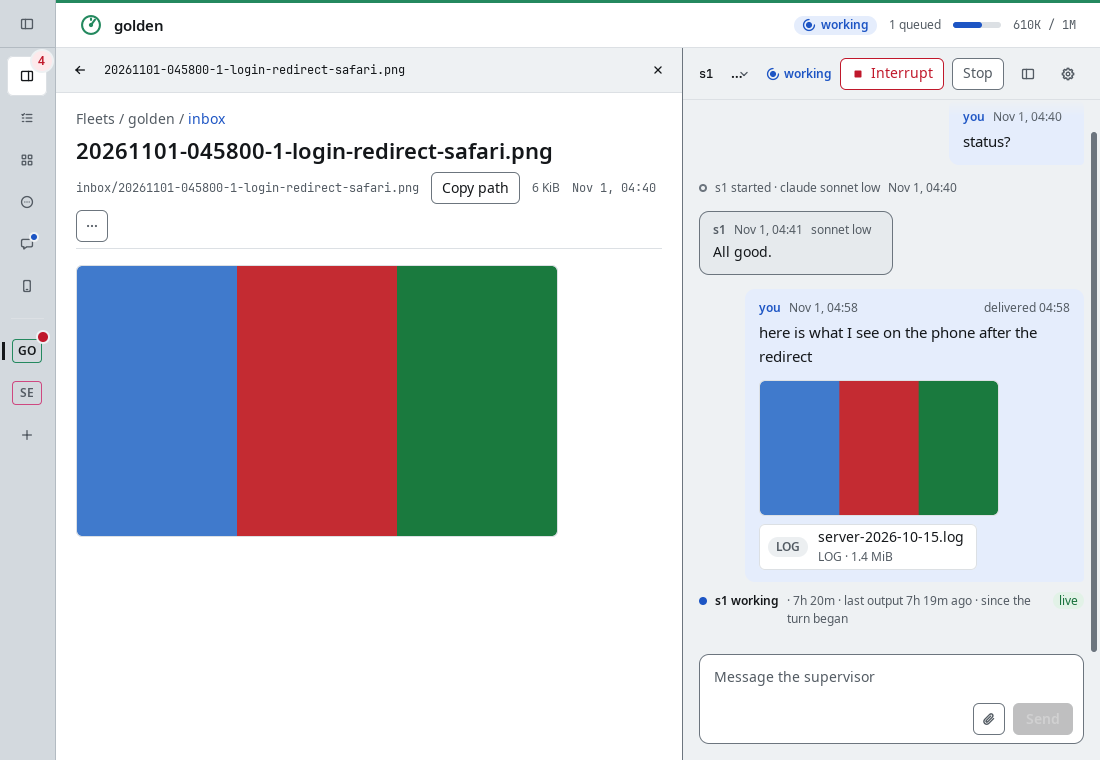 golden
working
1 queued
610K / 1M
4
GO
SE
20261101-045800-1-login-redirect-safari.png
Fleets / golden / inbox
20261101-045800-1-login-redirect-safari.png
inbox/20261101-045800-1-login-redirect-safari.png
Copy path
6 KiB
Nov 1, 04:40
...
s1
...
working
Interrupt
Stop
you Nov 1, 04:40
status?
s1 started · claude sonnet low Nov 1, 04:40
s1 Nov 1, 04:41 sonnet low
All good.
you Nov 1, 04:58 delivered 04:58
here is what I see on the phone after the
redirect
LOG
server-2026-10-15.log
LOG · 1.4 MiB
s1 working · 7h 20m · last output 7h 19m ago · since the
turn began
live
Message the supervisor
Send